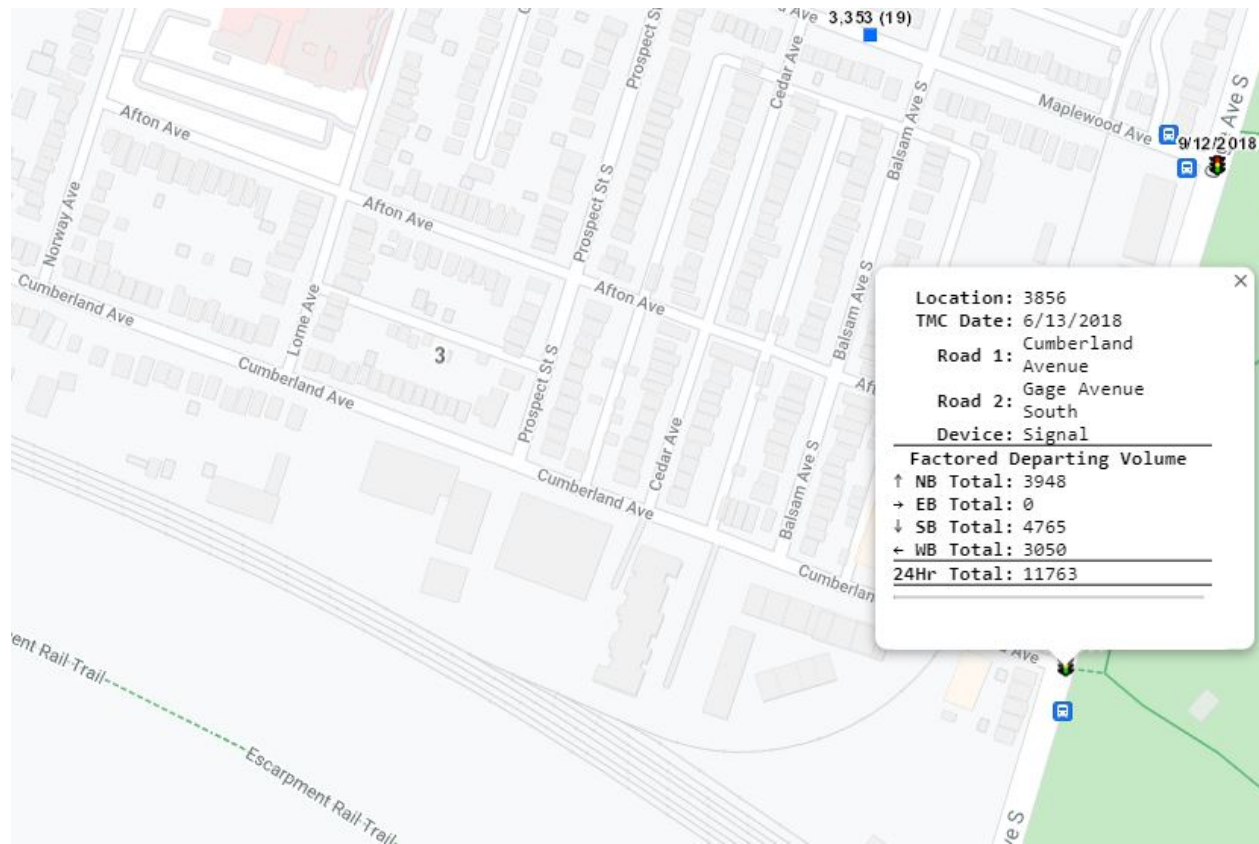 3,353 (19)
Ave
Prospect St
Cedar Ave
Balsam Ave S
Maplewood Ave
Ave S
9/12/2018
Afton Ave
Norway Ave
Afton Ave
Prospect St S
Afton Ave
Balsam Ave S
Cumberland Ave
Lorne Ave
3
Cumberland Ave
Prospect St S
Cedar Ave
Cumberland Ave
Balsam Ave S
Location: 3856
TMC Date: 6/13/2018
Road 1: Cumberland
Avenue
Road 2: Gage Avenue
South
Device: Signal
Factored Departing Volume
↑ NB Total: 3948
→ EB Total: 0
↓ SB Total: 4765
← WB Total: 3050
24Hr Total: 11763
Cumberlan
Ave
ent Rail-Trail
Escarpment Rail-Trail
e S